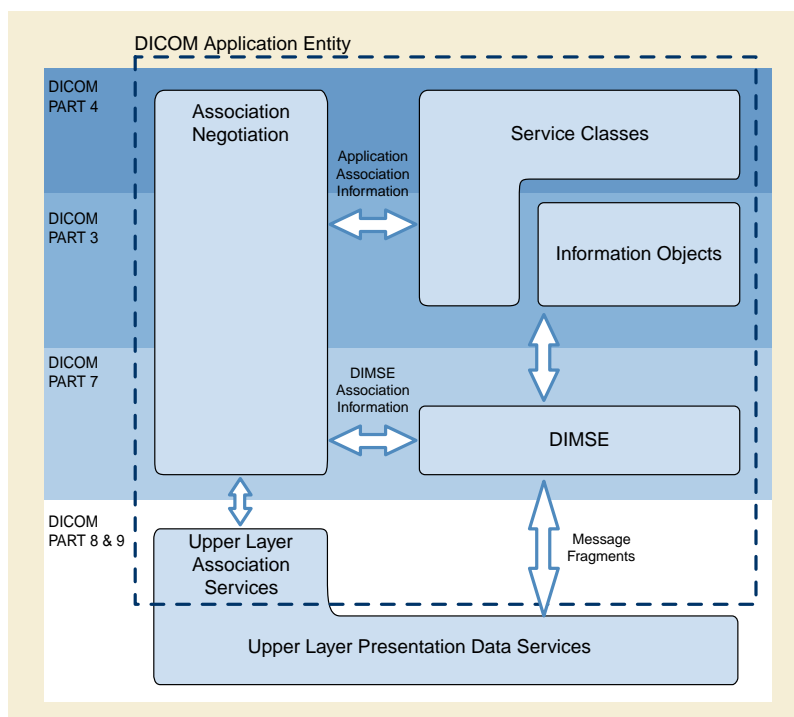 DICOM Application Entity
DICOM
PART 4
Association
Negotiation
Service Classes
Application
Association
Information
DICOM
PART 3
Information Objects
DICOM
PART 7
DIMSE
Association
Information
DIMSE
DICOM
PART 8 & 9
Upper Layer
Association
Services
Message
Fragments
Upper Layer Presentation Data Services